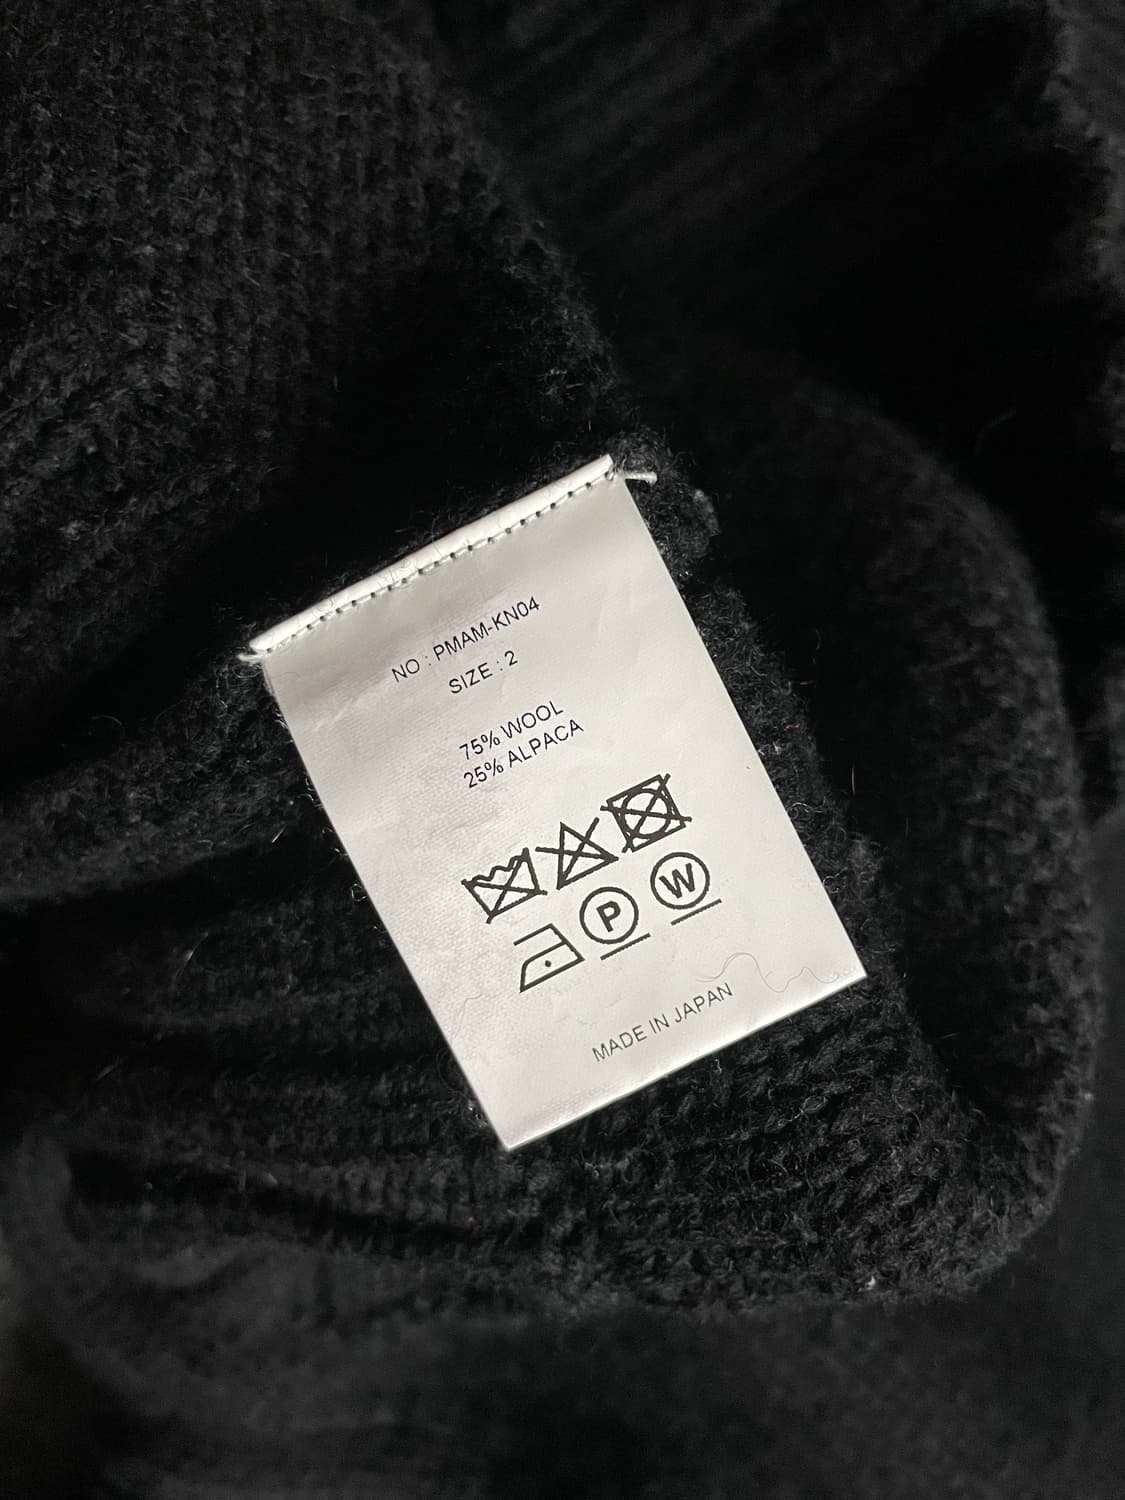 NO : PMAM-KN04
SIZE : 2
75% WOOL
25% ALPACA
P W
MADE IN JAPAN